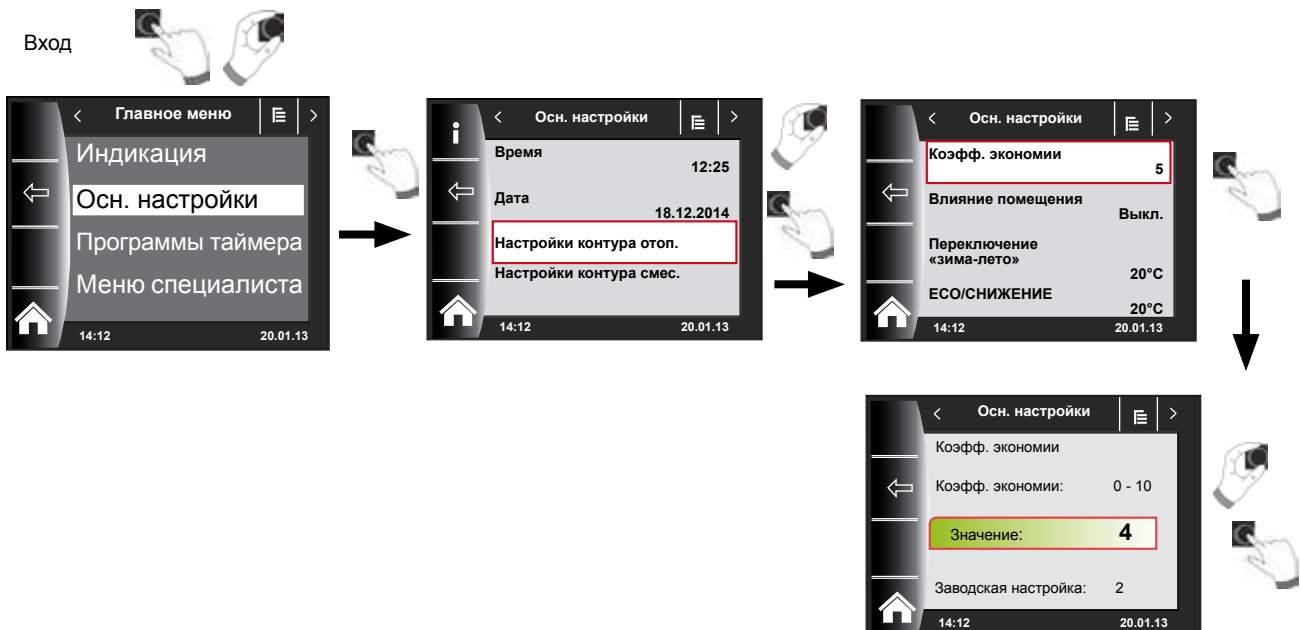 Вход
Главное меню
Индикация
Осн. настройки
Программы таймера
Меню специалиста
14:12 20.01.13
Осн. настройки
Время
12:25
Дата
18.12.2014
Настройки контура отоп.
Настройки контура смес.
14:12 20.01.13
Осн. настройки
Коэфф. экономии
5
Влияние помещения
Выкл.
Переключение
«зима-лето»
20°C
ECO/СНИЖЕНИЕ
20°C
14:12 20.01.13
Осн. настройки
Коэфф. экономии
Коэфф. экономии: 0 - 10
Значение: 4
Заводская настройка: 2
14:12 20.01.13